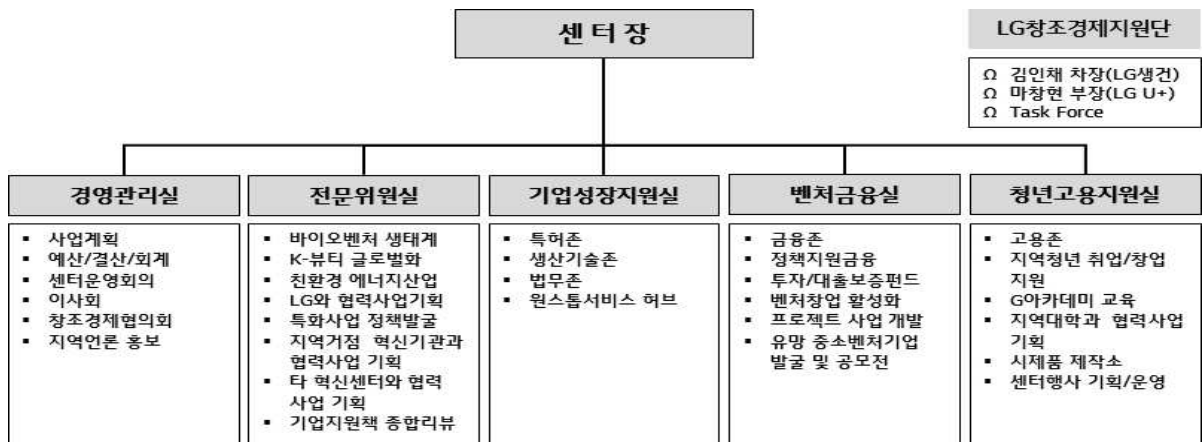 센 터 장
LG창조경제지원단
Ω 김인채 차장(LG생건)
Ω 마창현 부장(LG U+)
Ω Task Force
경영관리실
▪ 사업계획
▪ 예산/결산/회계
▪ 센터운영회의
▪ 이사회
▪ 창조경제협의회
▪ 지역언론 홍보
전문위원실
▪ 바이오벤처 생태계
▪ K-뷰티 글로벌화
▪ 친환경 에너지산업
▪ LG와 협력사업기획
▪ 특화사업 정책발굴
▪ 지역거점 혁신기관과
협력사업 기획
▪ 타 혁신센터와 협력
사업 기획
▪ 기업지원책 종합리뷰
기업성장지원실
▪ 특허존
▪ 생산기술존
▪ 법무존
▪ 원스톱서비스 허브
벤처금융실
▪ 금융존
▪ 정책지원금융
▪ 투자/대출보증펀드
▪ 벤처창업 활성화
▪ 프로젝트 사업 개발
▪ 유망 중소벤처기업
발굴 및 공모전
청년고용지원실
▪ 고용존
▪ 지역청년 취업/창업
지원
▪ G아카데미 교육
▪ 지역대학과 협력사업
기획
▪ 시제품 제작소
▪ 센터행사 기획/운영